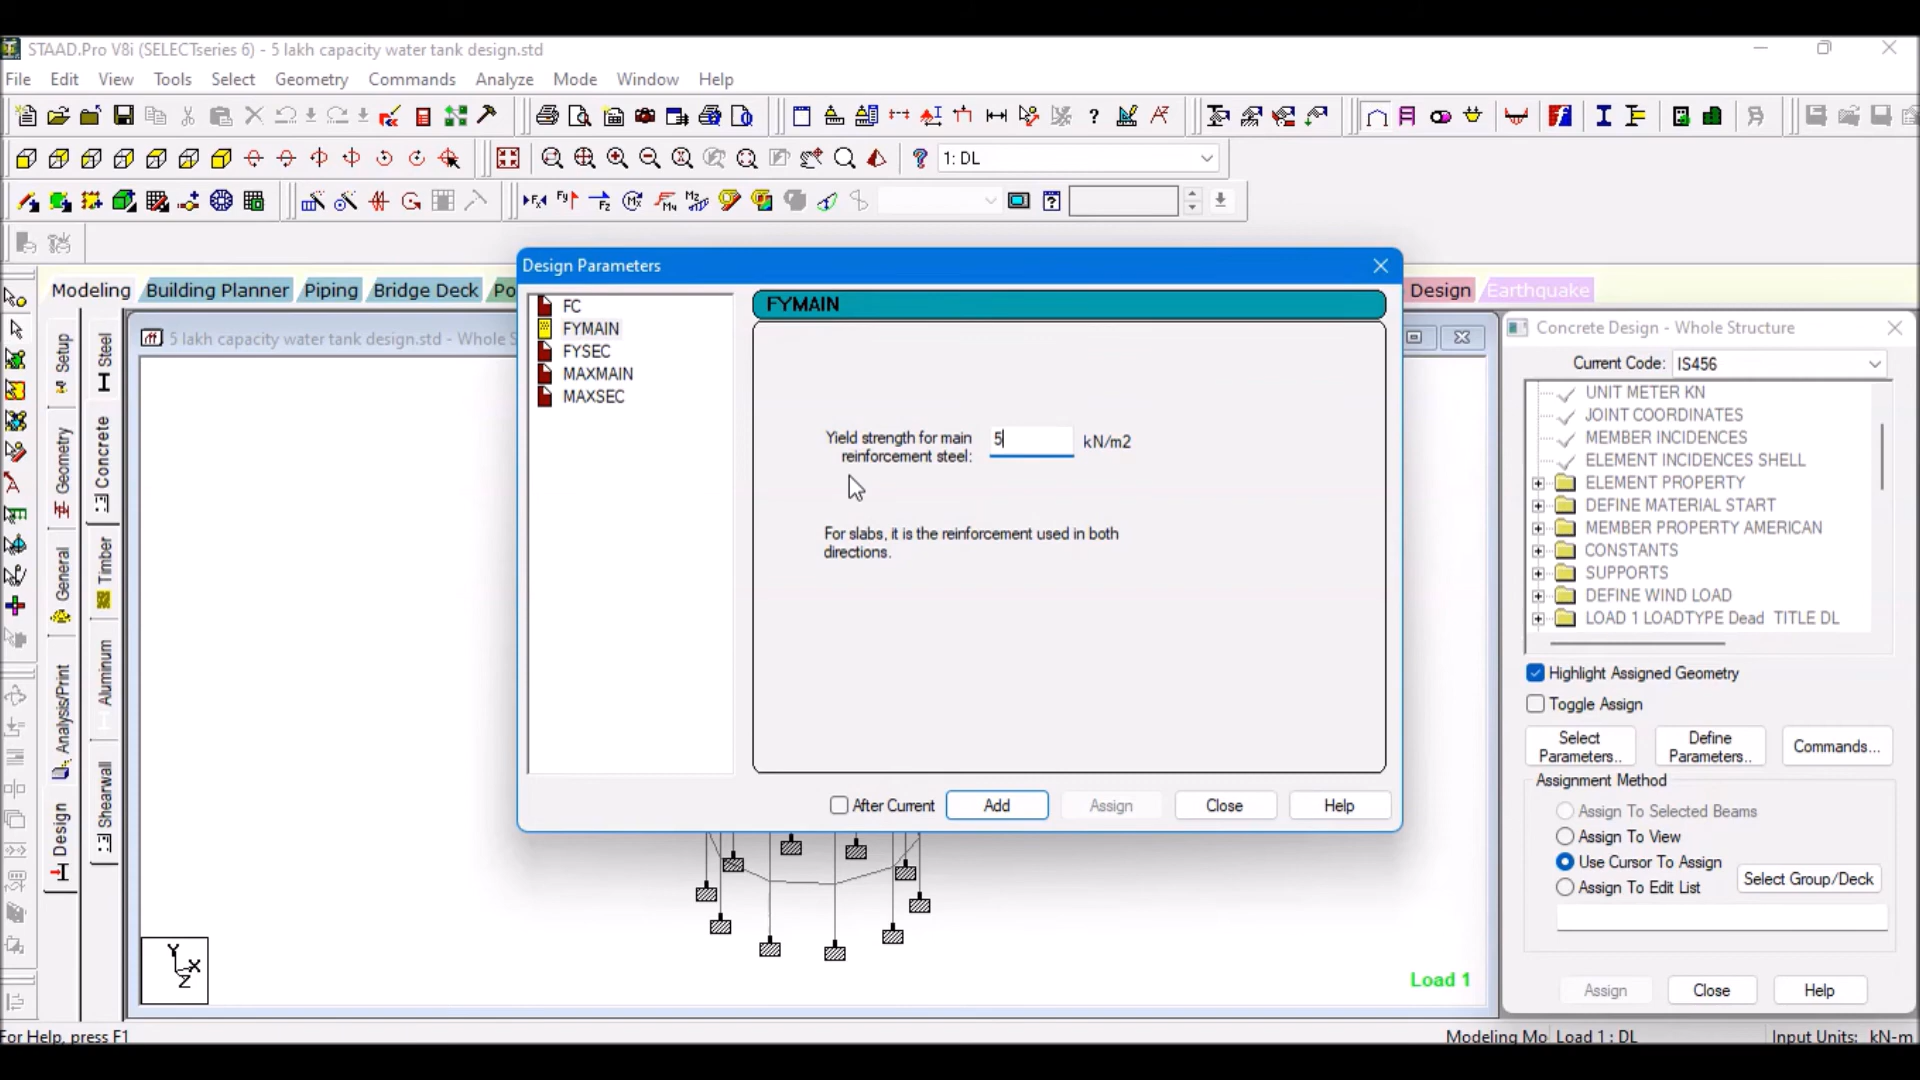 STAAD.Pro V8i (SELECTseries 6) - 5 lakh capacity water tank design.std
File Edit View Tools Select Geometry Commands Analyze Mode Window Help
1: DL
Modeling Building Planner Piping Bridge Deck Po
Design Earthquake
Setup
Geometry
General
Analysis/Print
Design
Steel
Concrete
Timber
Aluminum
Shearwall
5 lakh capacity water tank design.std - Whole S
Design Parameters
FC
FYMAIN
FYSEC
MAXMAIN
MAXSEC
FYMAIN
Yield strength for main
reinforcement steel:
5
kN/m2
For slabs, it is the reinforcement used in both
directions.
After Current
Add
Assign
Close
Help
Y
X
Z
Load 1
Concrete Design - Whole Structure
Current Code: IS456
UNIT METER KN
JOINT COORDINATES
MEMBER INCIDENCES
ELEMENT INCIDENCES SHELL
ELEMENT PROPERTY
DEFINE MATERIAL START
MEMBER PROPERTY AMERICAN
CONSTANTS
SUPPORTS
DEFINE WIND LOAD
LOAD 1 LOADTYPE Dead TITLE DL
Highlight Assigned Geometry
Toggle Assign
Select
Parameters..
Define
Parameters..
Commands...
Assignment Method
Assign To Selected Beams
Assign To View
Use Cursor To Assign
Assign To Edit List
Select Group/Deck
Assign
Close
Help
For Help, press F1
Modeling Mo Load 1 : DL Input Units: kN-m